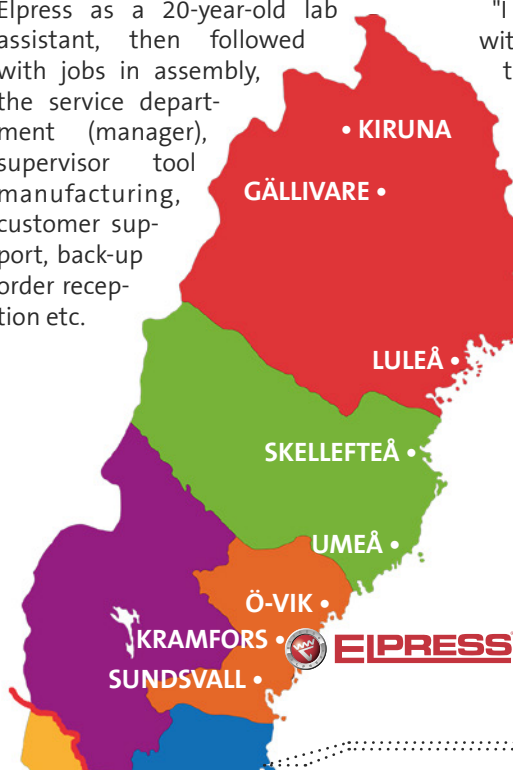 Elpress as a 20-year-old lab
assistant, then followed
with jobs in assembly,
the service depart-
ment (manager),
supervisor tool
manufacturing,
customer sup-
port, back-up
order recep-
tion etc.
"I
wit
t
• KIRUNA
GÄLLIVARE •
LULEÅ •
SKELLEFTEÅ •
UMEÅ •
Ö-VIK •
KRAMFORS •
ELPRESS
SUNDSVALL •